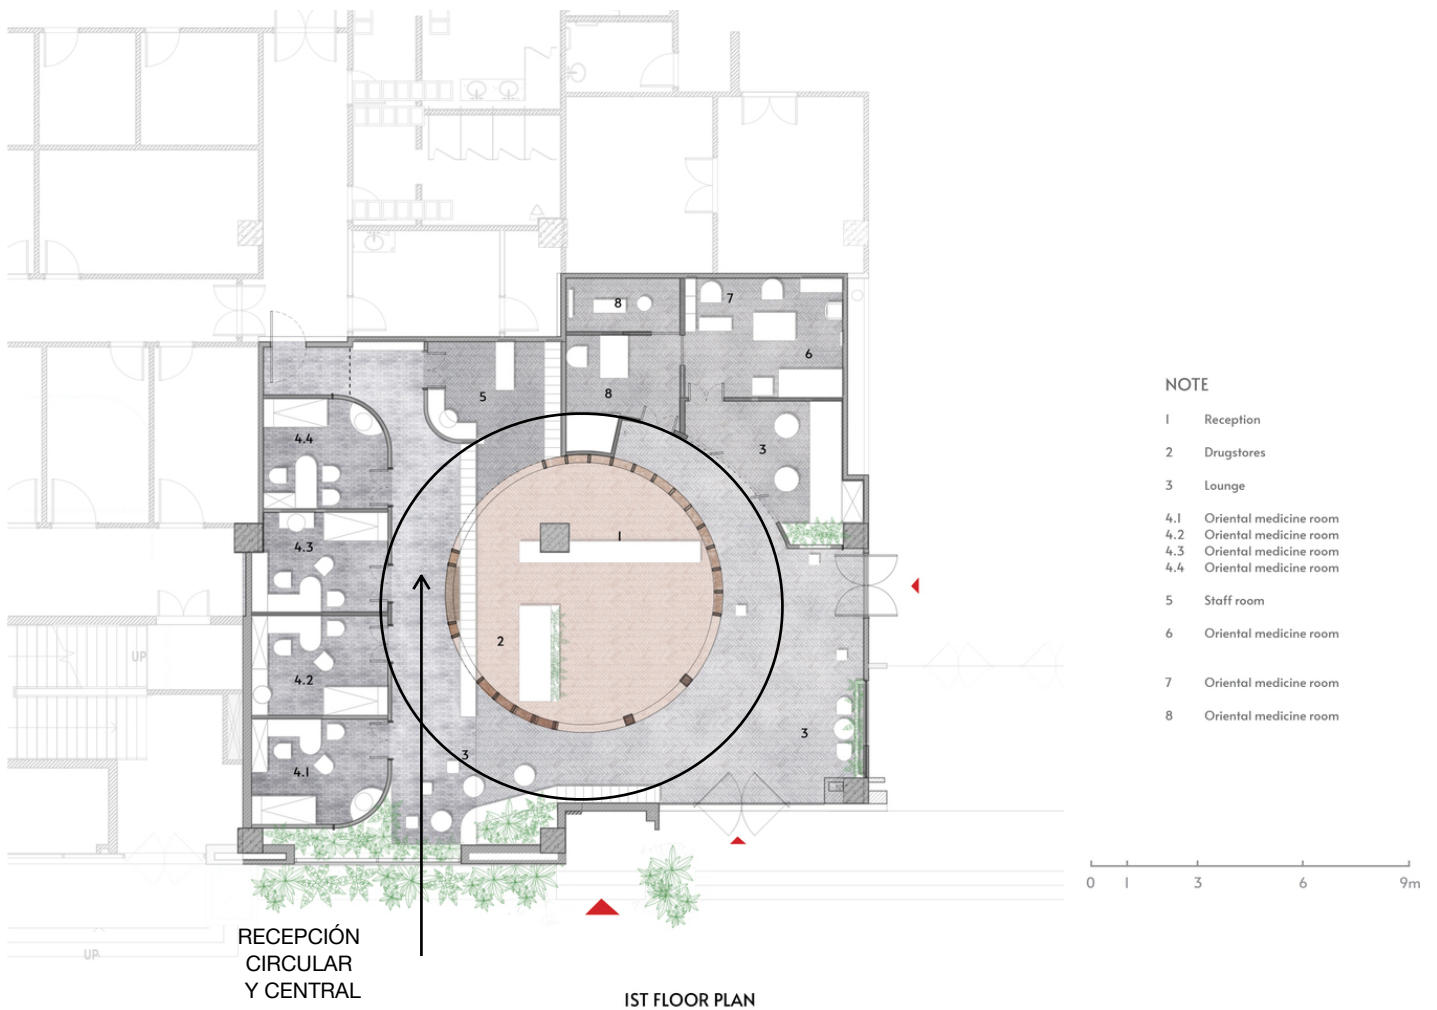 8
7
6
8
5
3
4.4
4.3
1
2
4.2
UP
3
3
4.1
UP
RECEPCIÓN
CIRCULAR
Y CENTRAL
1ST FLOOR PLAN
NOTE
1 Reception
2 Drugstores
3 Lounge
4.1 Oriental medicine room
4.2 Oriental medicine room
4.3 Oriental medicine room
4.4 Oriental medicine room
5 Staff room
6 Oriental medicine room
7 Oriental medicine room
8 Oriental medicine room
0 1 3 6 9m